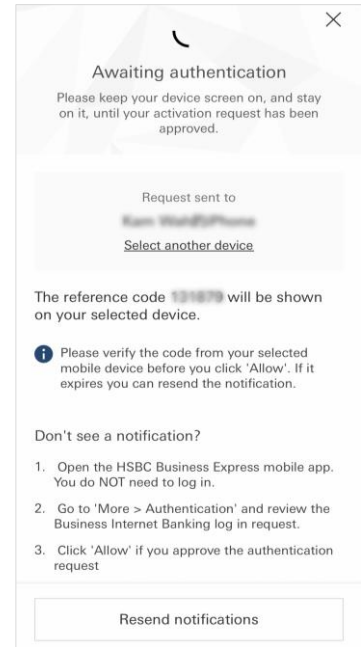 Awaiting authentication
Please keep your device screen on, and stay
on it, until your activation request has been
approved.
Request sent to
Select another device
The reference code will be shown
on your selected device.
Please verify the code from your selected
mobile device before you click 'Allow'. If it
expires you can resend the notification.
Don't see a notification?
1. Open the HSBC Business Express mobile app.
You do NOT need to log in.
2. Go to 'More > Authentication' and review the
Business Internet Banking log in request.
3. Click 'Allow' if you approve the authentication
request
Resend notifications